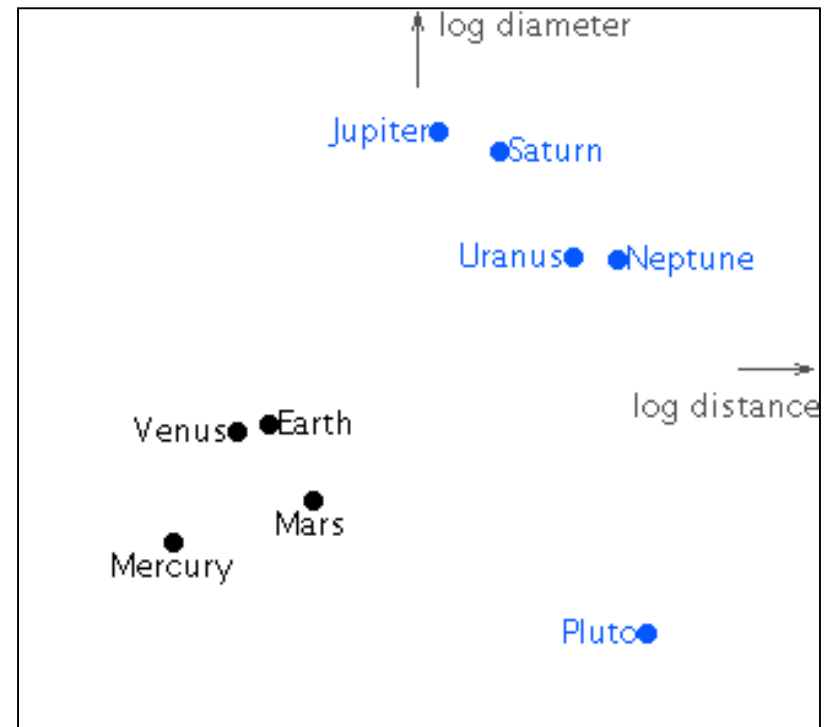 log diameter
Jupiter
Saturn
Uranus
Neptune
log distance
Venus
Earth
Mars
Mercury
Pluto